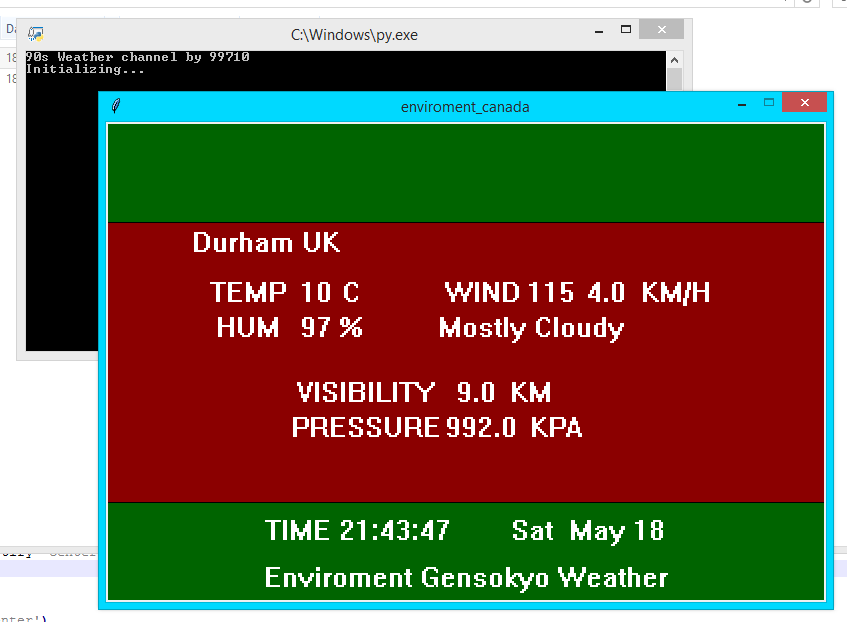 C:\Windows\py.exe
90s Weather channel by 99710
Initializing...
enviroment_canada
Durham UK
TEMP 10 C WIND 115 4.0 KM/H
HUM 97 % Mostly Cloudy
VISIBILITY 9.0 KM
PRESSURE 992.0 KPA
TIME 21:43:47 Sat May 18
Enviroment Gensokyo Weather
nter')